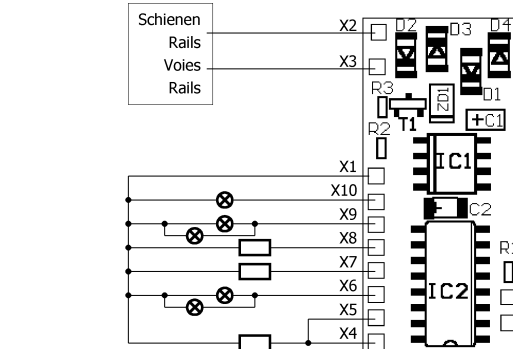 Schienen
Rails
Voies
Rails
X2
X3
X1
X10
X9
X8
X7
X6
X5
X4
D2
D3
D4
D1
R3
ZD1
T1
+C1
R2
IC1
C2
IC2